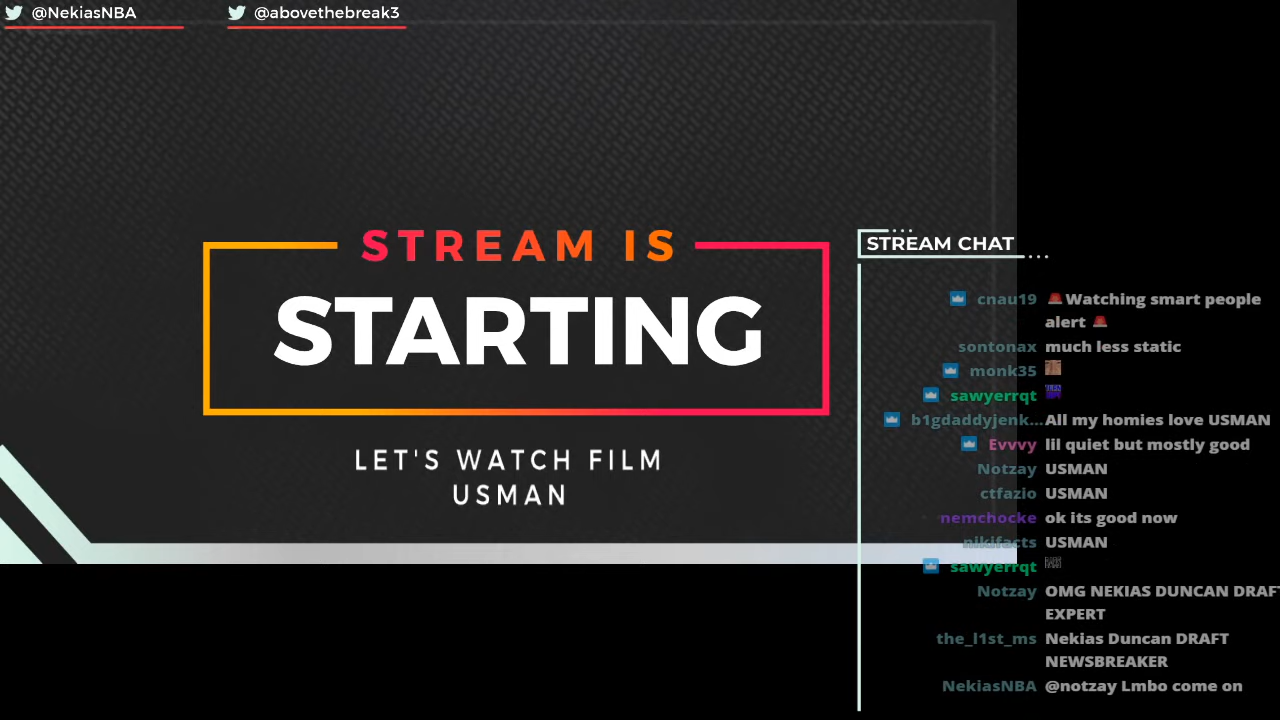 @NekiasNBA @abovethebreak3
STREAM IS
STARTING
LET'S WATCH FILM
USMAN
STREAM CHAT
cnau19 Watching smart people
alert
sontonax much less static
monk35
sawyerrqt
b1gdaddyjenk... All my homies love USMAN
Evvvy lil quiet but mostly good
Notzay USMAN
ctfazio USMAN
nemchocke ok its good now
nikifacts USMAN
sawyerrqt
Notzay OMG NEKIAS DUNCAN DRAFT
EXPERT
the_l1st_ms Nekias Duncan DRAFT
NEWSBREAKER
NekiasNBA @notzay Lmbo come on